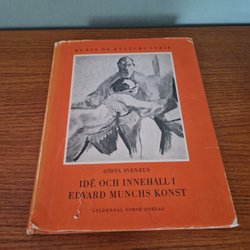 KUNST OG KULTURS SERIE
GÖSTA SVENÆUS
IDÉ OCH INNEHÅLL I
EDVARD MUNCHS KONST
GYLDENDAL NORSK FORLAG